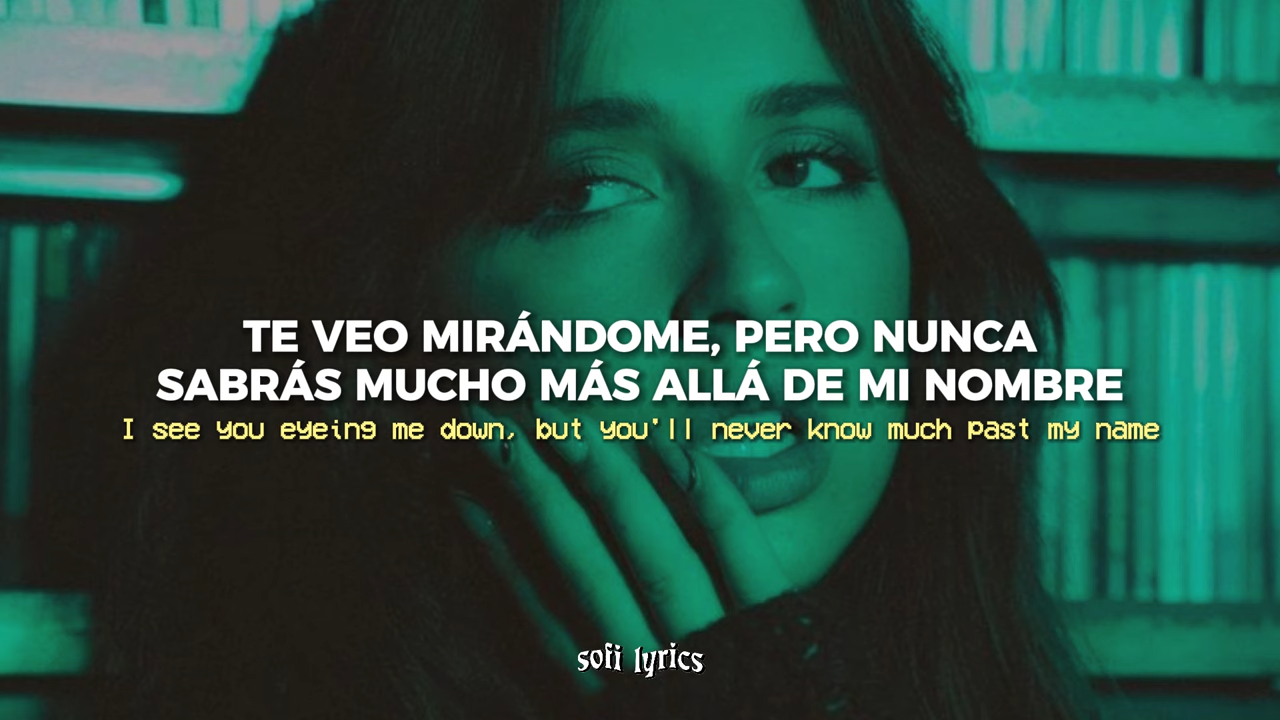 TE VEO MIRÁNDOME, PERO NUNCA
SABRÁS MUCHO MÁS ALLÁ DE MI NOMBRE
I see you eyeing me down, but you'll never know much past my name
sofi lyrics